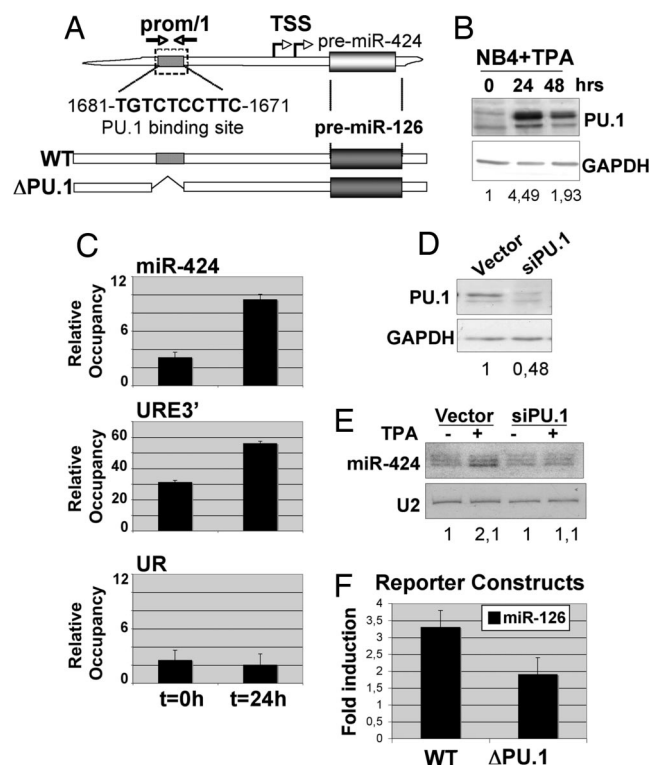 A
prom/1
TSS
pre-miR-424
1681-TGTCTCCTTC-1671
PU.1 binding site
pre-miR-126
WT
ΔPU.1
B
NB4+TPA
0 24 48 hrs
PU.1
GAPDH
1 4,49 1,93
C
miR-424
Relative Occupancy
12
6
0
URE3'
Relative Occupancy
60
40
20
0
UR
Relative Occupancy
12
6
0
t=0h t=24h
D
Vector siPU.1
PU.1
GAPDH
1 0,48
E
Vector siPU.1
TPA - + - +
miR-424
U2
1 2,1 1 1,1
F
Reporter Constructs
Fold induction
4
3,5
3
2,5
2
1,5
1
0,5
0
miR-126
WT ΔPU.1